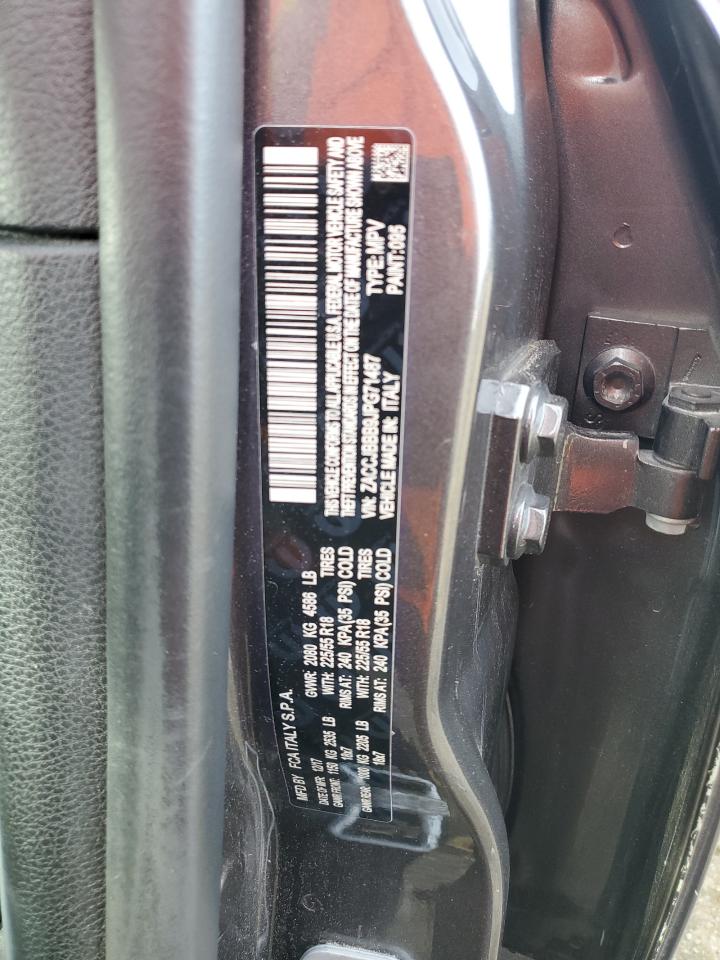 MFD BY FCA ITALY S.P.A.
DATE OF MFR 12/17 GVWR: 2080 KG 4586 LB
GAWR FRONT: 1150 KG 2535 LB WITH: 225/55 R18 TIRES
18x7 RIMS AT: 240 KPA(35 PSI) COLD
GAWR REAR: 1000 KG 2205 LB WITH: 225/55 R18 TIRES
18x7 RIMS AT: 240 KPA(35 PSI) COLD
THIS VEHICLE CONFORMS TO ALL APPLICABLE U.S.A. FEDERAL MOTOR VEHICLE SAFETY AND
THEFT PREVENTION STANDARDS IN EFFECT ON THE DATE OF MANUFACTURE SHOWN ABOVE
VIN: ZACCJBBB9JPG71467 TYPE: MPV
VEHICLE MADE IN: ITALY PAINT: 095